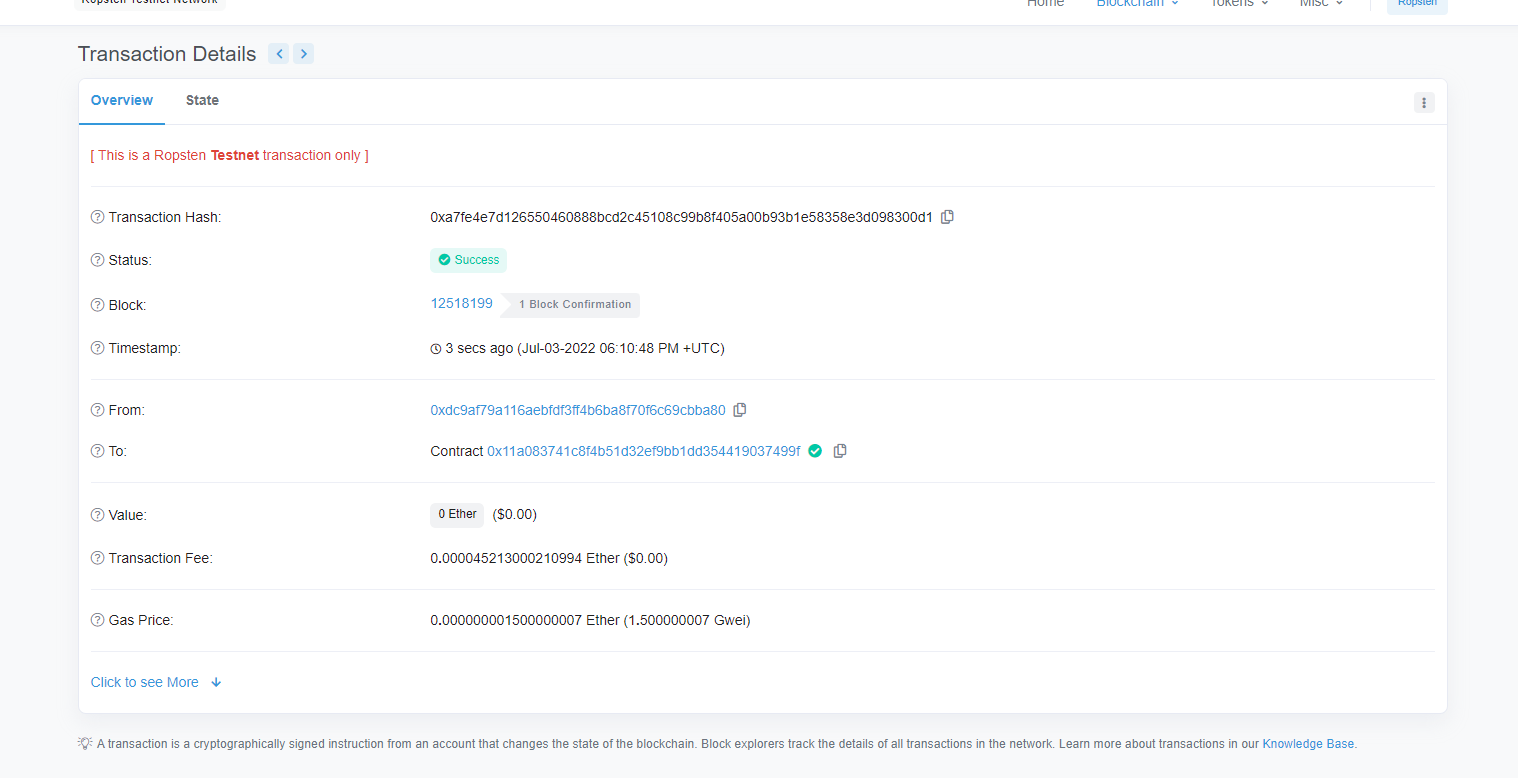 Ropsten Testnet Network
Home Blockchain Tokens Misc Ropsten
Transaction Details
Overview State
[ This is a Ropsten Testnet transaction only ]
Transaction Hash: 0xa7fe4e7d126550460888bcd2c45108c99b8f405a00b93b1e58358e3d098300d1
Status: Success
Block: 12518199 1 Block Confirmation
Timestamp: 3 secs ago (Jul-03-2022 06:10:48 PM +UTC)
From: 0xdc9af79a116aebfdf3ff4b6ba8f70f6c69cbba80
To: Contract 0x11a083741c8f4b51d32ef9bb1dd354419037499f
Value: 0 Ether ($0.00)
Transaction Fee: 0.000045213000210994 Ether ($0.00)
Gas Price: 0.000000001500000007 Ether (1.500000007 Gwei)
Click to see More
A transaction is a cryptographically signed instruction from an account that changes the state of the blockchain. Block explorers track the details of all transactions in the network. Learn more about transactions in our Knowledge Base.